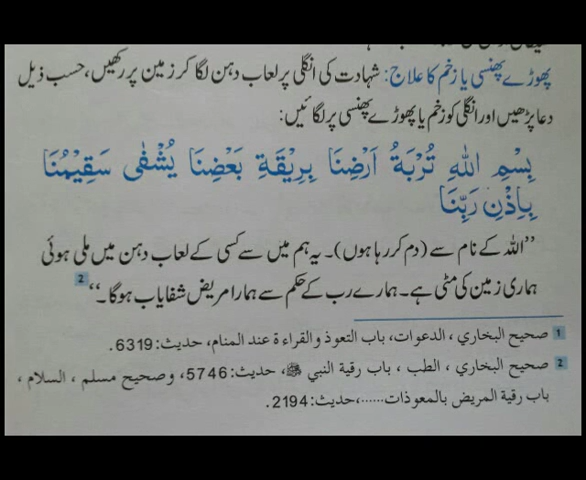 پھوڑے پھنسی یا زخم کا علاج: شہادت کی انگلی پر لعاب دہن لگا کر زمین پر رکھیں، حسب ذیل
دعا پڑھیں اور انگلی کو زخم یا پھوڑے پھنسی پر لگائیں:
بِسْمِ اللهِ تُرْبَةُ اَرْضِنَا بِرِيْقَةِ بَعْضِنَا يُشْفٰى سَقِيْمُنَا
بِاِذْنِ رَبِّنَا
”اللہ کے نام سے (دم کر رہا ہوں)۔ یہ ہم میں سے کسی کے لعاب دہن میں ملی ہوئی
ہماری زمین کی مٹی ہے۔ ہمارے رب کے حکم سے ہمارا مریض شفایاب ہوگا۔“ 2
1 صحيح البخاري ، الدعوات، باب التعوذ والقراءة عند المنام، حديث:6319.
2 صحيح البخاري ، الطب ، باب رقية النبي ﷺ، حديث:5746، وصحيح مسلم ، السلام ،
باب رقية المريض بالمعوذات......،حديث:2194.